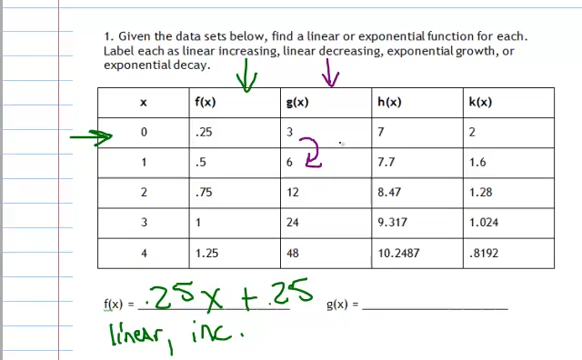 1. Given the data sets below, find a linear or exponential function for each.
Label each as linear increasing, linear decreasing, exponential growth, or
exponential decay.
x f(x) g(x) h(x) k(x)
0 .25 3 7 2
1 .5 6 7.7 1.6
2 .75 12 8.47 1.28
3 1 24 9.317 1.024
4 1.25 48 10.2487 .8192
f(x) = .25x + .25 g(x) =
linear, inc.